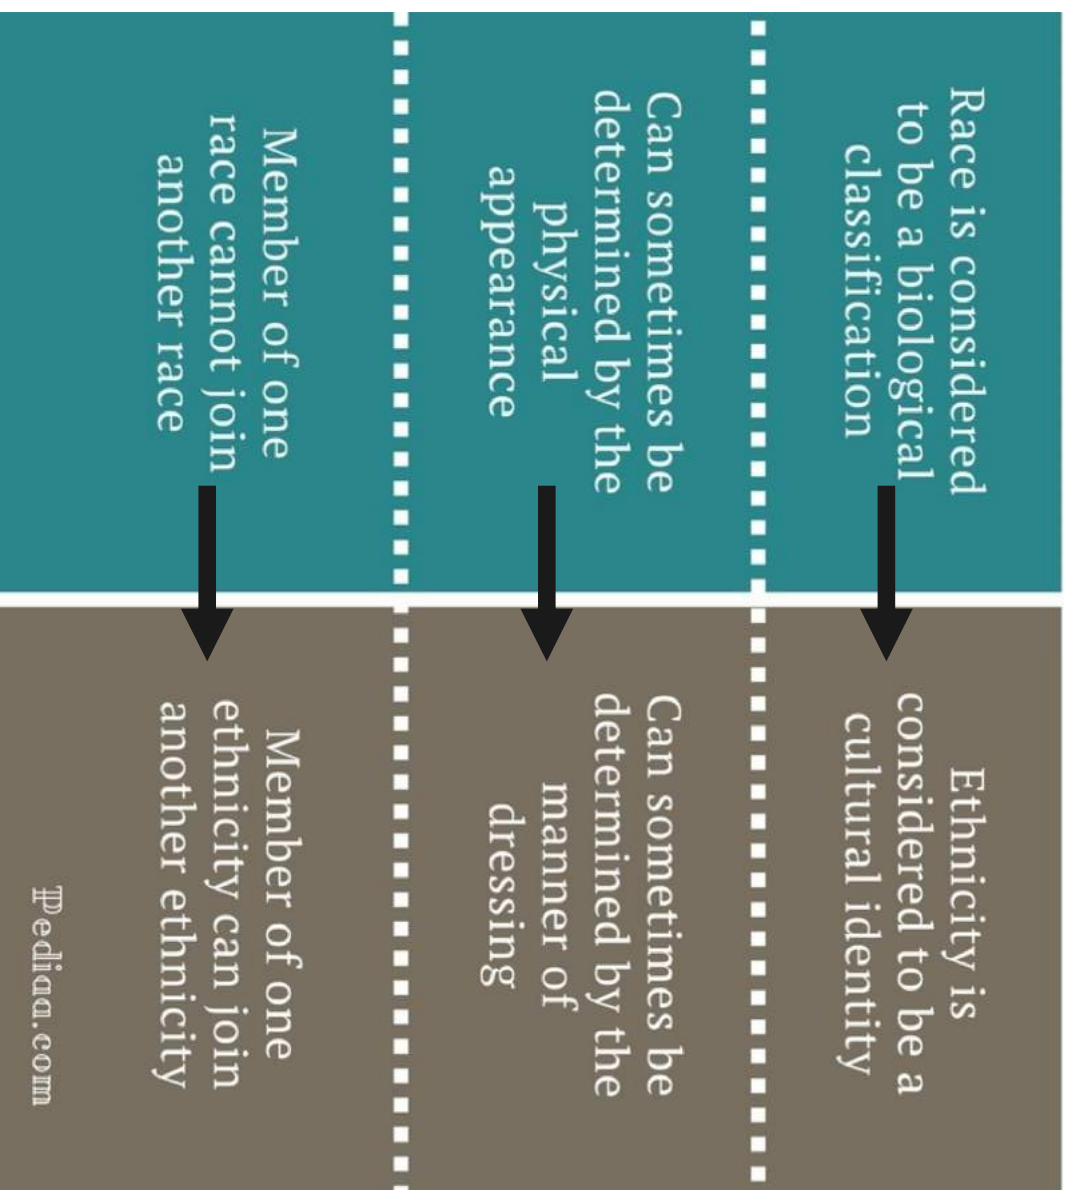 Race is considered
to be a biological
classification
Ethnicity is
considered to be a
cultural identity
Can sometimes be
determined by the
physical
appearance
Can sometimes be
determined by the
manner of
dressing
Member of one
race cannot join
another race
Member of one
ethnicity can join
another ethnicity
Pediaa.com